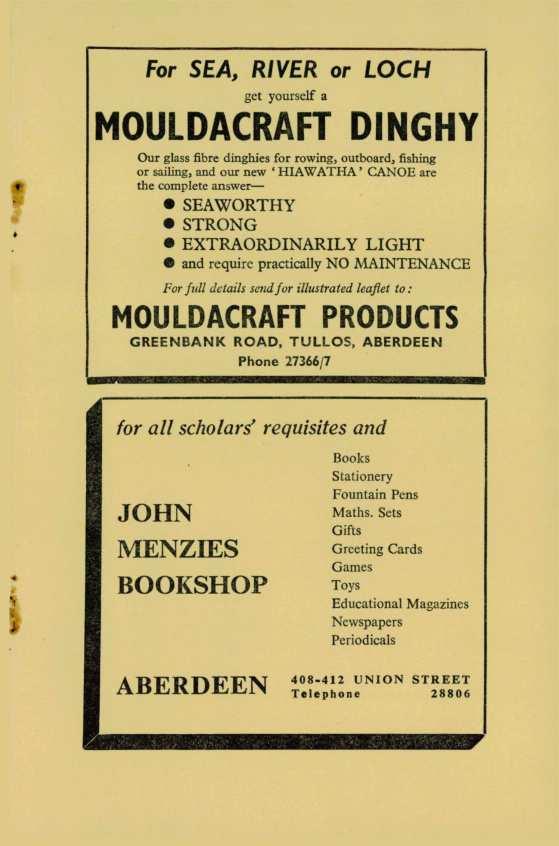 For SEA, RIVER or LOCH
get yourself a
MOULDACRAFT DINGHY
Our glass fibre dinghies for rowing, outboard, fishing
or sailing, and our new ‘HIAWATHA’ CANOE are
the complete answer—
● SEAWORTHY
● STRONG
● EXTRAORDINARILY LIGHT
● and require practically NO MAINTENANCE
For full details send for illustrated leaflet to:
MOULDACRAFT PRODUCTS
GREENBANK ROAD, TULLOS, ABERDEEN
Phone 27366/7
for all scholars’ requisites and
Books
Stationery
Fountain Pens
Maths. Sets
Gifts
Greeting Cards
Games
Toys
Educational Magazines
Newspapers
Periodicals
JOHN
MENZIES
BOOKSHOP
ABERDEEN
408-412 UNION STREET
Telephone 28806